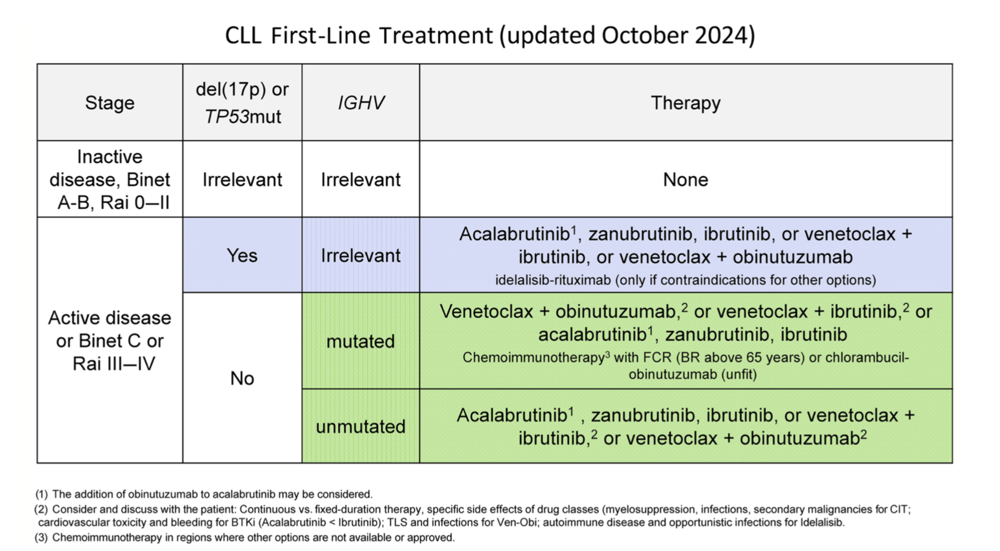 CLL First-Line Treatment (updated October 2024)
Stage
del(17p) or
TP53mut
IGHV
Therapy
Inactive
disease, Binet
A-B, Rai 0—II
Irrelevant
Irrelevant
None
Active disease
or Binet C or
Rai III—IV
Yes
Irrelevant
Acalabrutinib¹, zanubrutinib, ibrutinib, or venetoclax +
ibrutinib, or venetoclax + obinutuzumab
idelalisib-rituximab (only if contraindications for other options)
No
mutated
Venetoclax + obinutuzumab,² or venetoclax + ibrutinib,² or
acalabrutinib¹, zanubrutinib, ibrutinib
Chemoimmunotherapy³ with FCR (BR above 65 years) or chlorambucil-
obinutuzumab (unfit)
unmutated
Acalabrutinib¹ , zanubrutinib, ibrutinib, or venetoclax +
ibrutinib,² or venetoclax + obinutuzumab²
(1) The addition of obinutuzumab to acalabrutinib may be considered.
(2) Consider and discuss with the patient: Continuous vs. fixed-duration therapy, specific side effects of drug classes (myelosuppression, infections, secondary malignancies for CIT;
cardiovascular toxicity and bleeding for BTKi (Acalabrutinib < Ibrutinib); TLS and infections for Ven-Obi; autoimmune disease and opportunistic infections for Idelalisib.
(3) Chemoimmunotherapy in regions where other options are not available or approved.